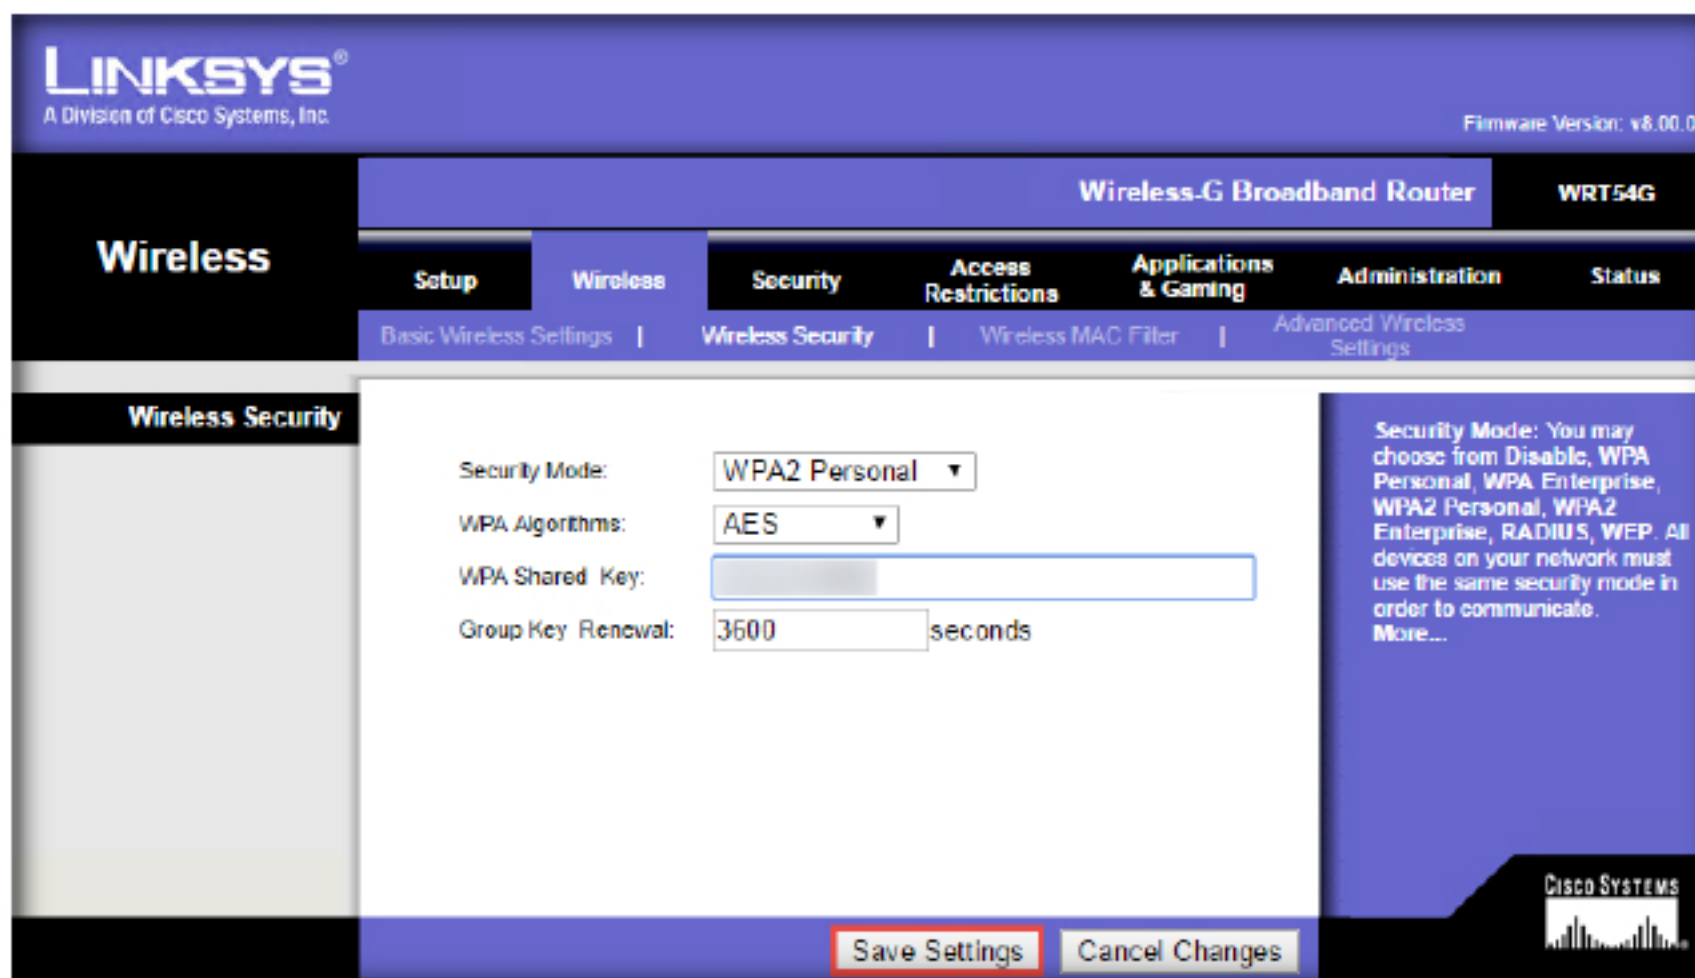 LINKSYS®
A Division of Cisco Systems, Inc.
Firmware Version: v8.00.0
Wireless-G Broadband Router
WRT54G
Wireless
Setup
Wireless
Security
Access
Restrictions
Applications
& Gaming
Administration
Status
Basic Wireless Settings |
Wireless Security |
Wireless MAC Filter |
Advanced Wireless
Settings
Wireless Security
Security Mode: WPA2 Personal
WPA Algorithms: AES
WPA Shared Key:
Group Key Renewal: 3600 seconds
Security Mode: You may
choose from Disable, WPA
Personal, WPA Enterprise,
WPA2 Personal, WPA2
Enterprise, RADIUS, WEP. All
devices on your network must
use the same security mode in
order to communicate.
More...
CISCO SYSTEMS
Save Settings
Cancel Changes